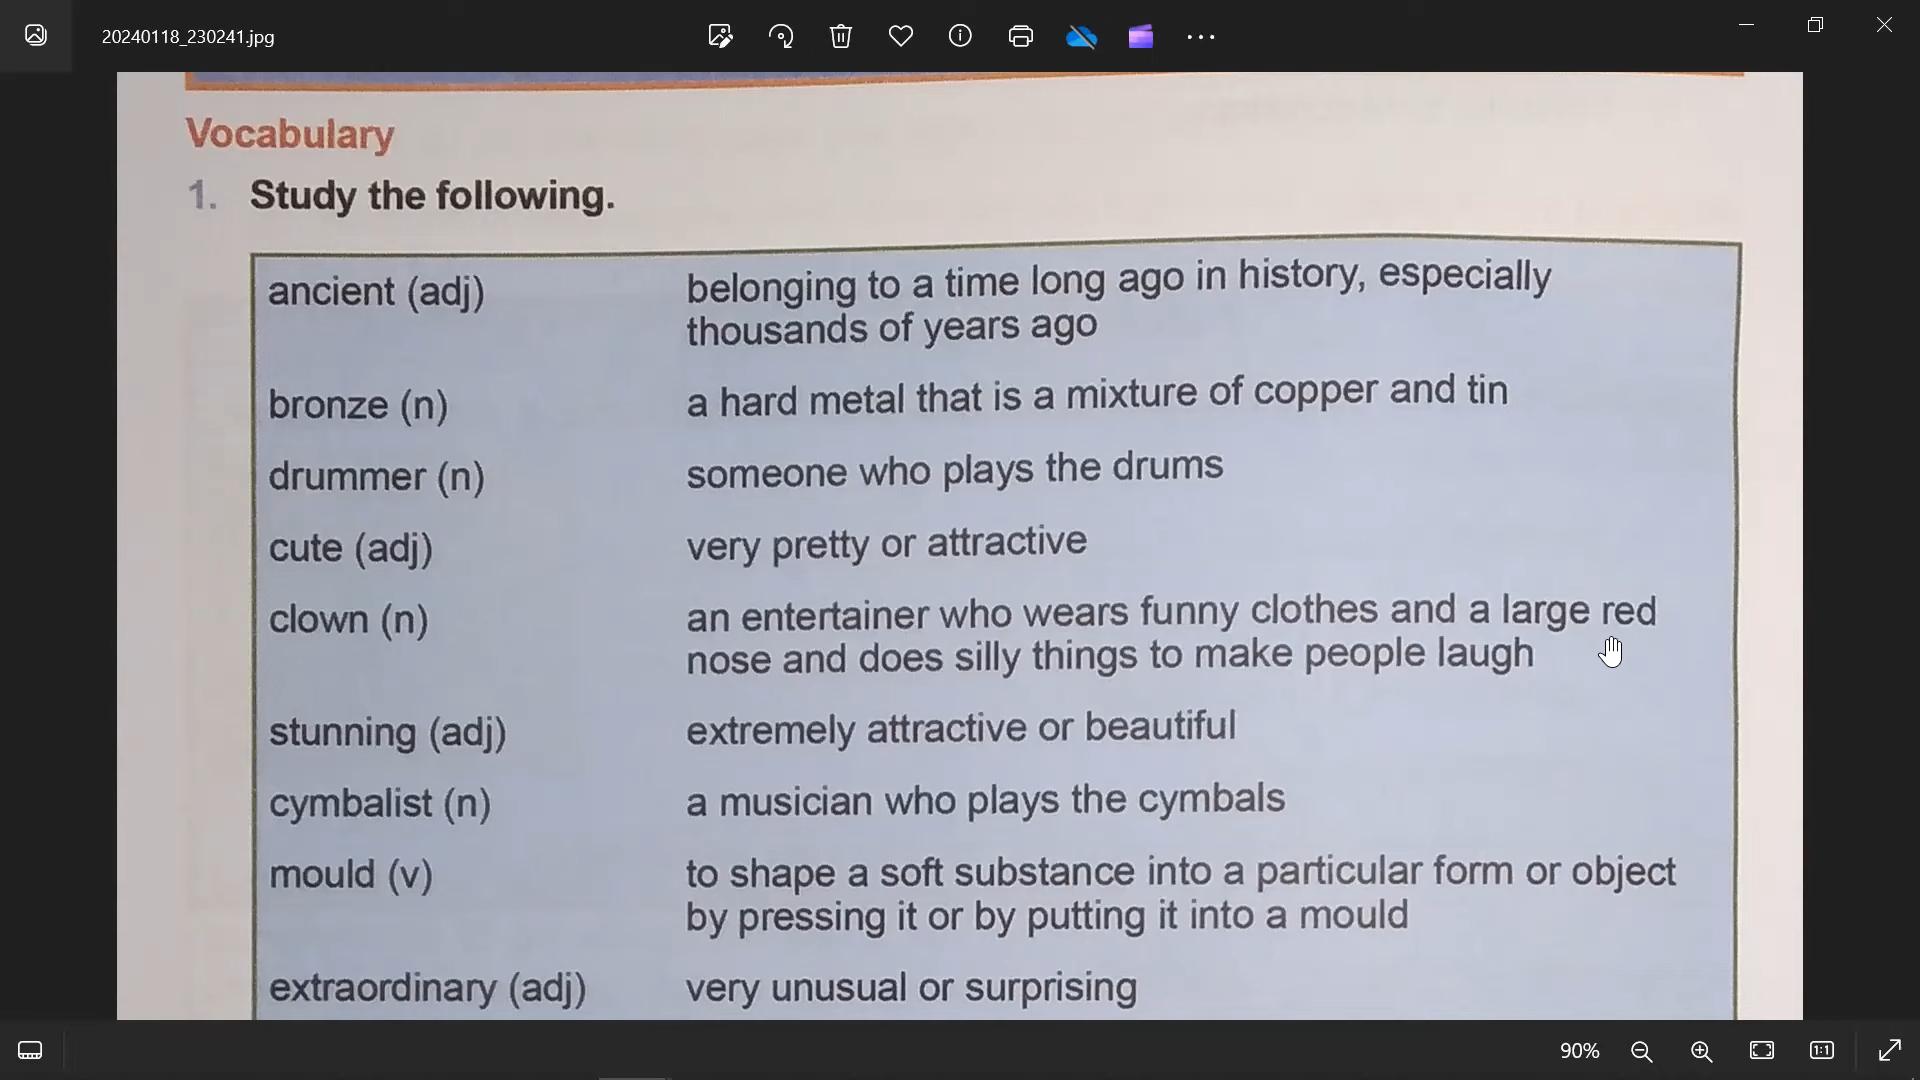 20240118_230241.jpg
Vocabulary
1. Study the following.
ancient (adj) belonging to a time long ago in history, especially
thousands of years ago
bronze (n) a hard metal that is a mixture of copper and tin
drummer (n) someone who plays the drums
cute (adj) very pretty or attractive
clown (n) an entertainer who wears funny clothes and a large red
nose and does silly things to make people laugh
stunning (adj) extremely attractive or beautiful
cymbalist (n) a musician who plays the cymbals
mould (v) to shape a soft substance into a particular form or object
by pressing it or by putting it into a mould
extraordinary (adj) very unusual or surprising
90% 1:1